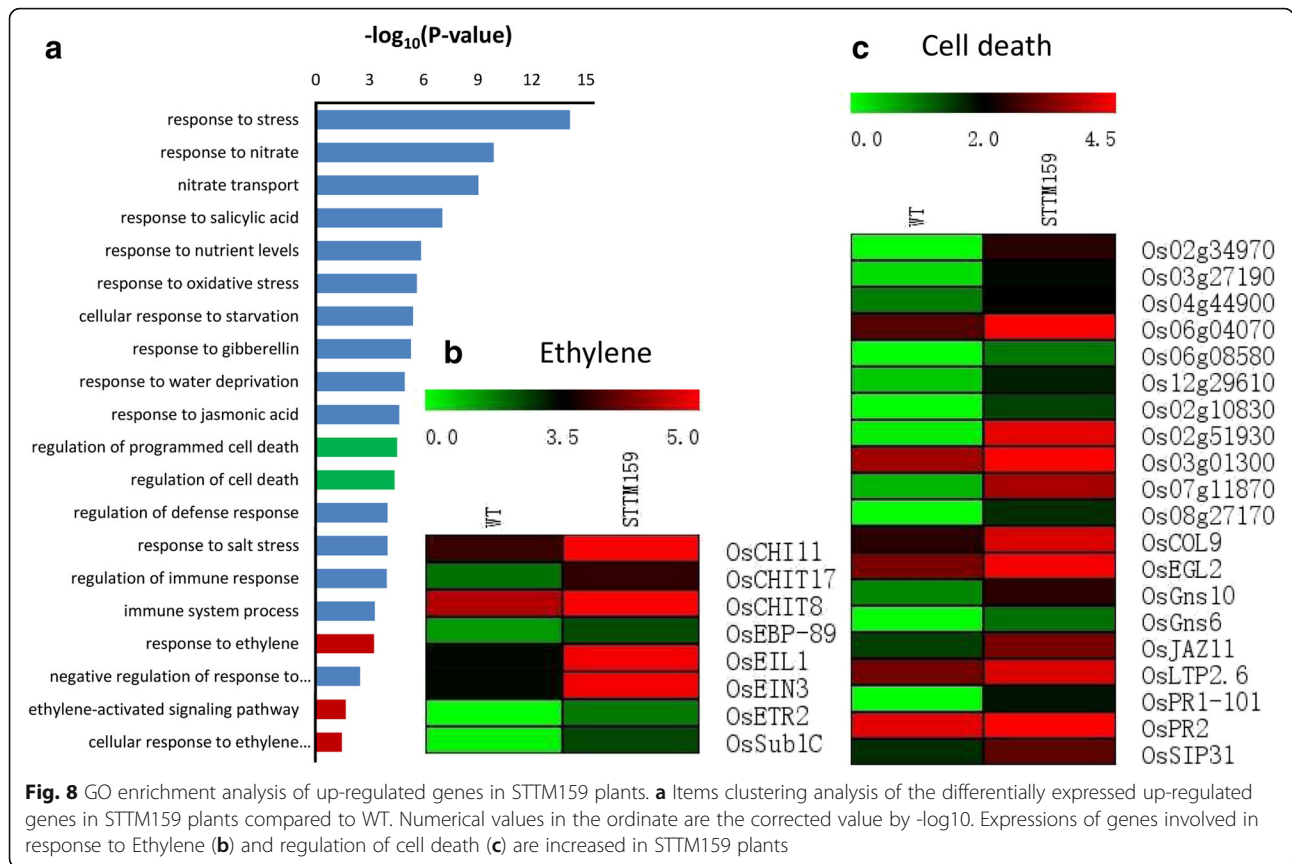 a
-log10(P-value)
0 3 6 9 12 15
response to stress
response to nitrate
nitrate transport
response to salicylic acid
response to nutrient levels
response to oxidative stress
cellular response to starvation
response to gibberellin
response to water deprivation
response to jasmonic acid
regulation of programmed cell death
regulation of cell death
regulation of defense response
response to salt stress
regulation of immune response
immune system process
response to ethylene
negative regulation of response to...
ethylene-activated signaling pathway
cellular response to ethylene...
b Ethylene
0.0 3.5 5.0
WT
STTM159
OsCHI11
OsCHIT17
OsCHIT8
OsEBP-89
OsEIL1
OsEIN3
OsETR2
OsSub1C
c Cell death
0.0 2.0 4.5
WT
STTM159
Os02g34970
Os03g27190
Os04g44900
Os06g04070
Os06g08580
Os12g29610
Os02g10830
Os02g51930
Os03g01300
Os07g11870
Os08g27170
OsCOL9
OsEGL2
OsGns10
OsGns6
OsJAZ11
OsLTP2.6
OsPR1-101
OsPR2
OsSIP31
Fig. 8 GO enrichment analysis of up-regulated genes in STTM159 plants. a Items clustering analysis of the differentially expressed up-regulated
genes in STTM159 plants compared to WT. Numerical values in the ordinate are the corrected value by -log10. Expressions of genes involved in
response to Ethylene (b) and regulation of cell death (c) are increased in STTM159 plants